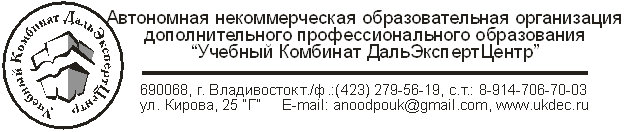 Учебный Комбинат ДальЭкспертЦентр
Автономная некоммерческая образовательная организация
дополнительного профессионального образования
“Учебный Комбинат ДальЭкспертЦентр”
690068, г. Владивосток т./ф .:(423) 279-56-19, с.т.: 8-914-706-70-03
ул. Кирова, 25 "Г" E-mail: anoodpouk@gmail.com, www.ukdec.ru